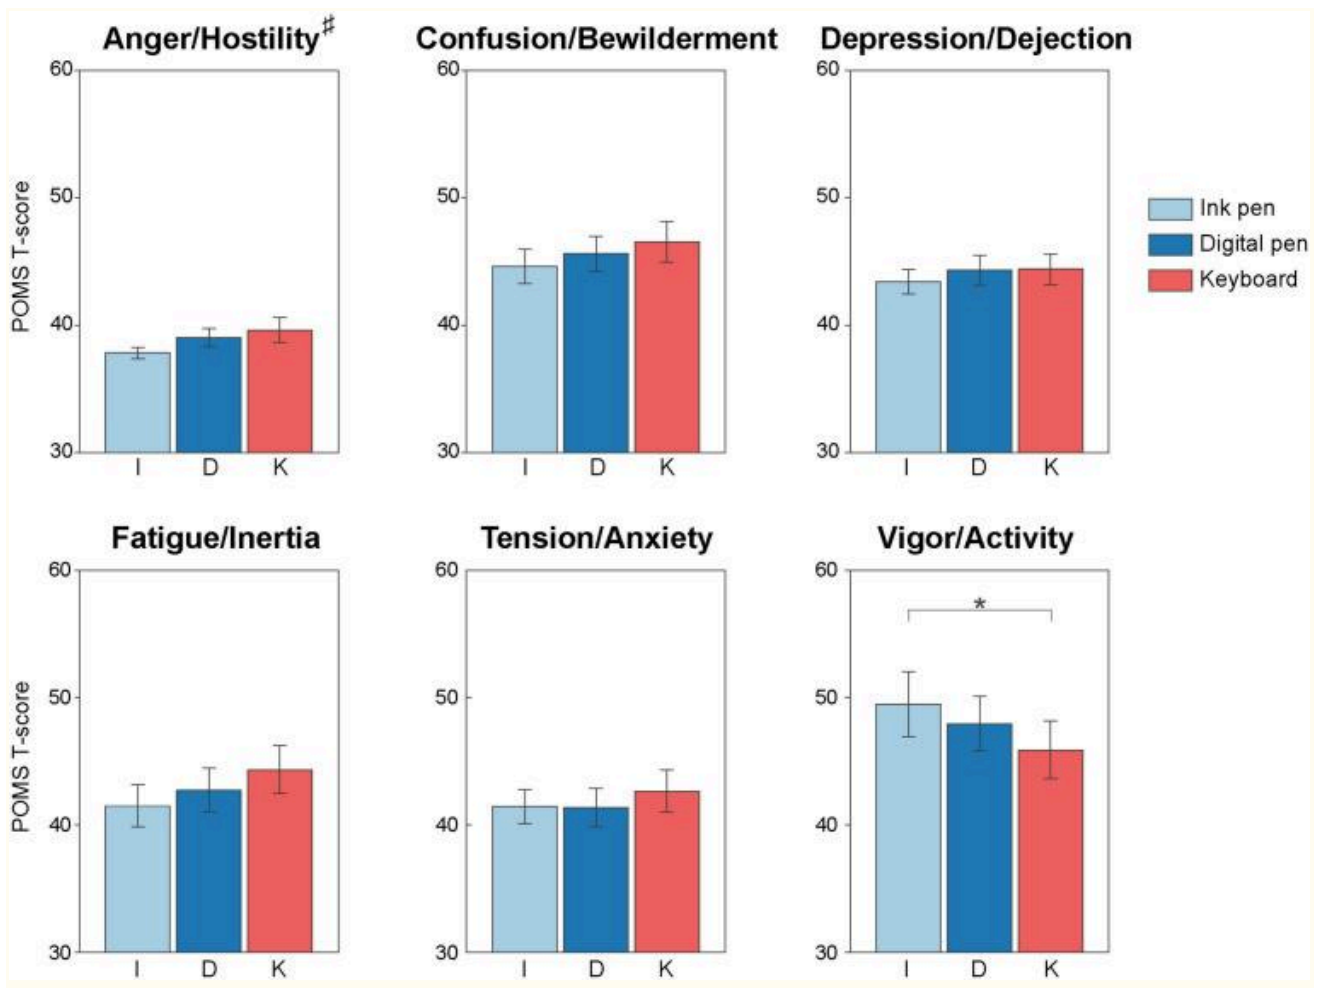 Anger/Hostility♯
Confusion/Bewilderment
Depression/Dejection
POMS T-score
60
50
40
30
I D K
60
50
40
30
I D K
60
50
40
30
I D K
Ink pen
Digital pen
Keyboard
Fatigue/Inertia
Tension/Anxiety
Vigor/Activity
POMS T-score
60
50
40
30
I D K
60
50
40
30
I D K
60
50
40
30
*
I D K